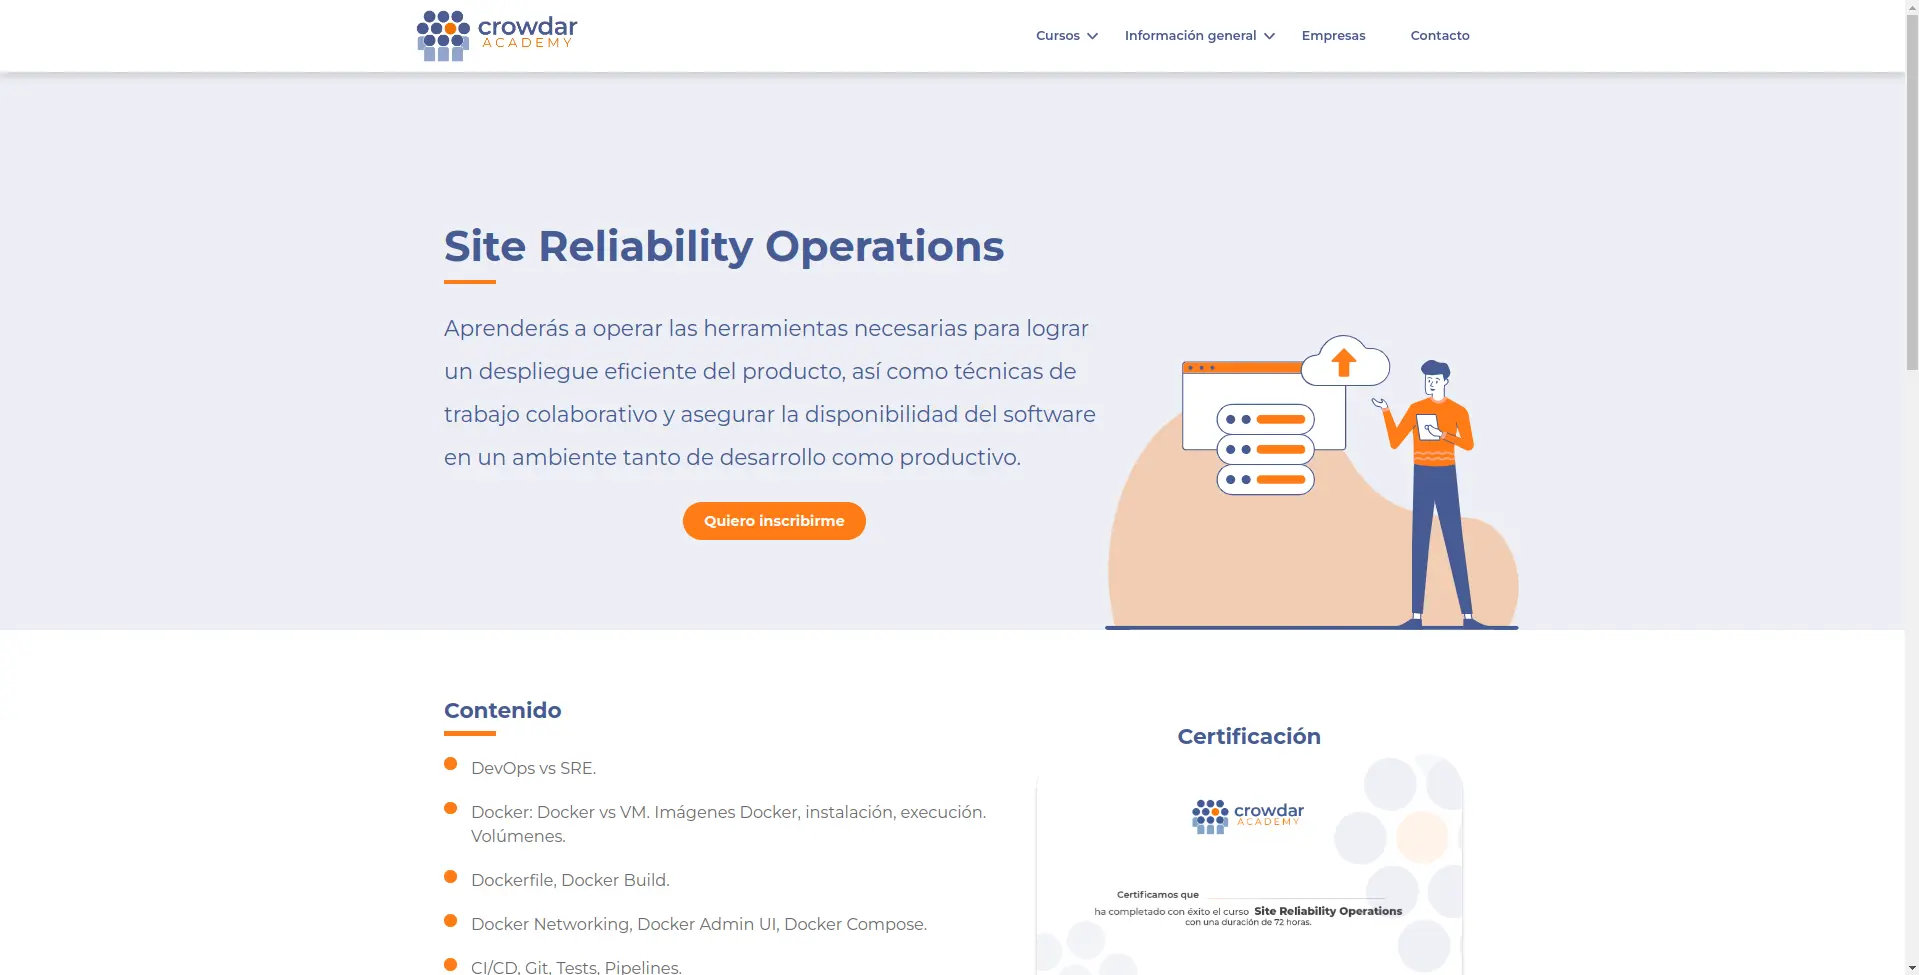 crowdar
ACADEMY
Cursos
Información general
Empresas
Contacto
Site Reliability Operations
Aprenderás a operar las herramientas necesarias para lograr
un despliegue eficiente del producto, así como técnicas de
trabajo colaborativo y asegurar la disponibilidad del software
en un ambiente tanto de desarrollo como productivo.
Quiero inscribirme
Contenido
DevOps vs SRE.
Docker: Docker vs VM. Imágenes Docker, instalación, execución.
Volúmenes.
Dockerfile, Docker Build.
Docker Networking, Docker Admin UI, Docker Compose.
CI/CD, Git, Tests, Pipelines.
Certificación
crowdar
ACADEMY
Certificamos que
ha completado con éxito el curso Site Reliability Operations
con una duración de 72 horas.